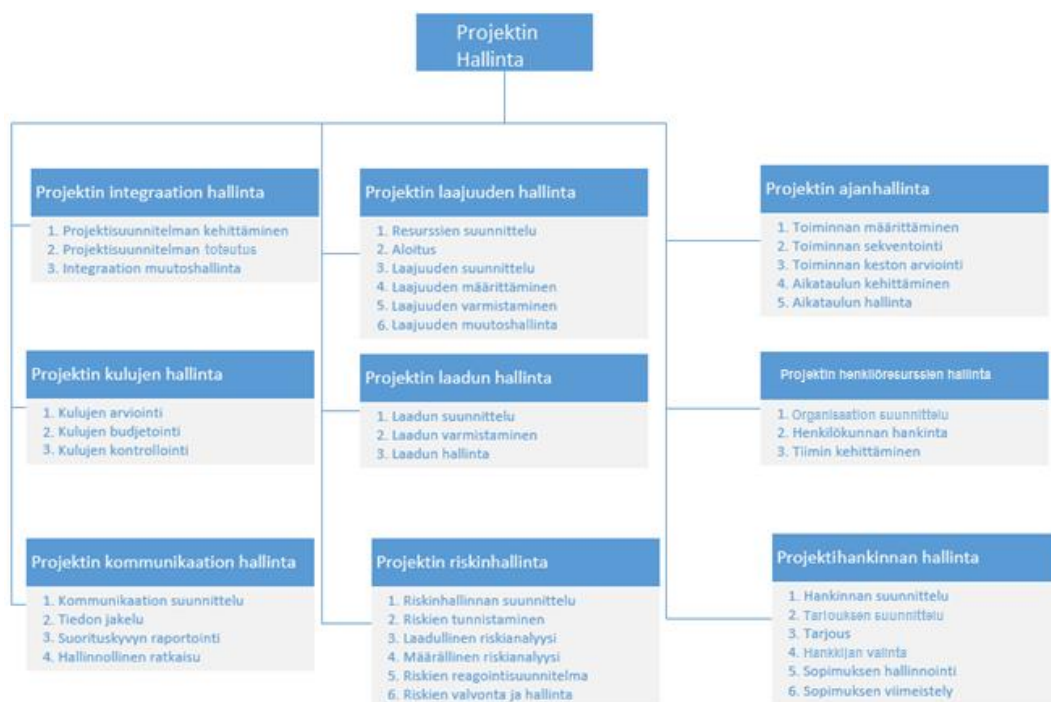 Projektin
Hallinta
Projektin integraation hallinta
1. Projektisuunnitelman kehittäminen
2. Projektisuunnitelman toteutus
3. Integraation muutoshallinta
Projektin laajuuden hallinta
1. Resurssien suunnittelu
2. Aloitus
3. Laajuuden suunnittelu
4. Laajuuden määrittäminen
5. Laajuuden varmistaminen
6. Laajuuden muutoshallinta
Projektin ajanhallinta
1. Toiminnan määrittäminen
2. Toiminnan sekventointi
3. Toiminnan keston arviointi
4. Aikataulun kehittäminen
5. Aikataulun hallinta
Projektin kulujen hallinta
1. Kulujen arviointi
2. Kulujen budjetointi
3. Kulujen kontrollointi
Projektin laadun hallinta
1. Laadun suunnittelu
2. Laadun varmistaminen
3. Laadun hallinta
Projektin henkilöresurssien hallinta
1. Organisaation suunnittelu
2. Henkilökunnan hankinta
3. Tiimin kehittäminen
Projektin kommunikaation hallinta
1. Kommunikaation suunnittelu
2. Tiedon jakelu
3. Suorituskyvyn raportointi
4. Hallinnollinen ratkaisu
Projektin riskinhallinta
1. Riskinhallinnan suunnittelu
2. Riskien tunnistaminen
3. Laadullinen riskianalyysi
4. Määrällinen riskianalyysi
5. Riskien reagointisuunnitelma
6. Riskien valvonta ja hallinta
Projektihankinnan hallinta
1. Hankinnan suunnittelu
2. Tarjouksen suunnittelu
3. Tarjous
4. Hankkijan valinta
5. Sopimuksen hallinnointi
6. Sopimuksen viimeistely